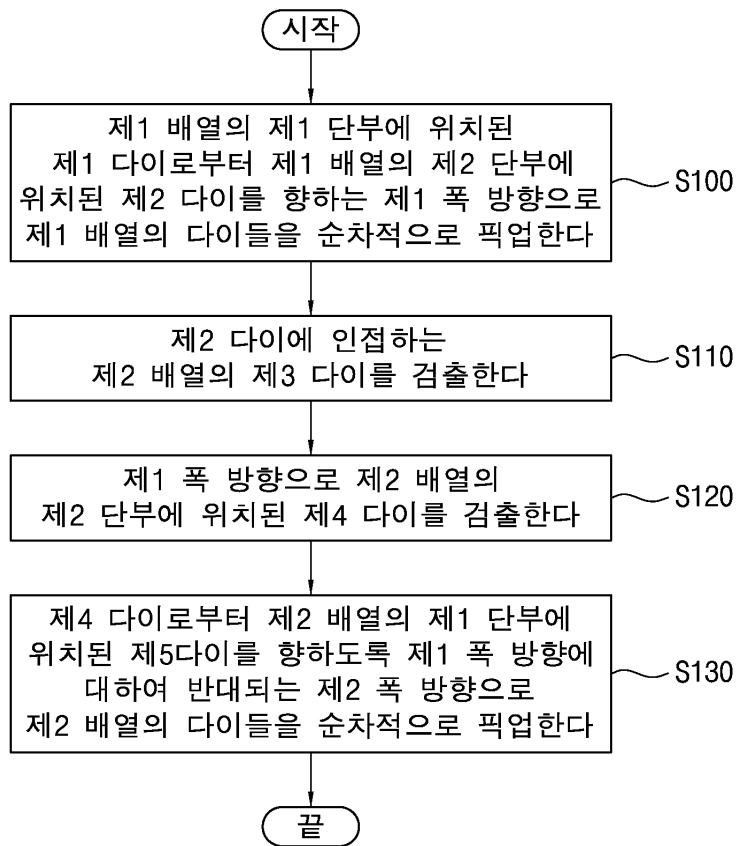 시작
제1 배열의 제1 단부에 위치된
제1 다이로부터 제1 배열의 제2 단부에
위치된 제2 다이를 향하는 제1 폭 방향으로
제1 배열의 다이들을 순차적으로 픽업한다
S100
제2 다이에 인접하는
제2 배열의 제3 다이를 검출한다
S110
제1 폭 방향으로 제2 배열의
제2 단부에 위치된 제4 다이를 검출한다
S120
제4 다이로부터 제2 배열의 제1 단부에
위치된 제5다이를 향하도록 제1 폭 방향에
대하여 반대되는 제2 폭 방향으로
제2 배열의 다이들을 순차적으로 픽업한다
S130
끝